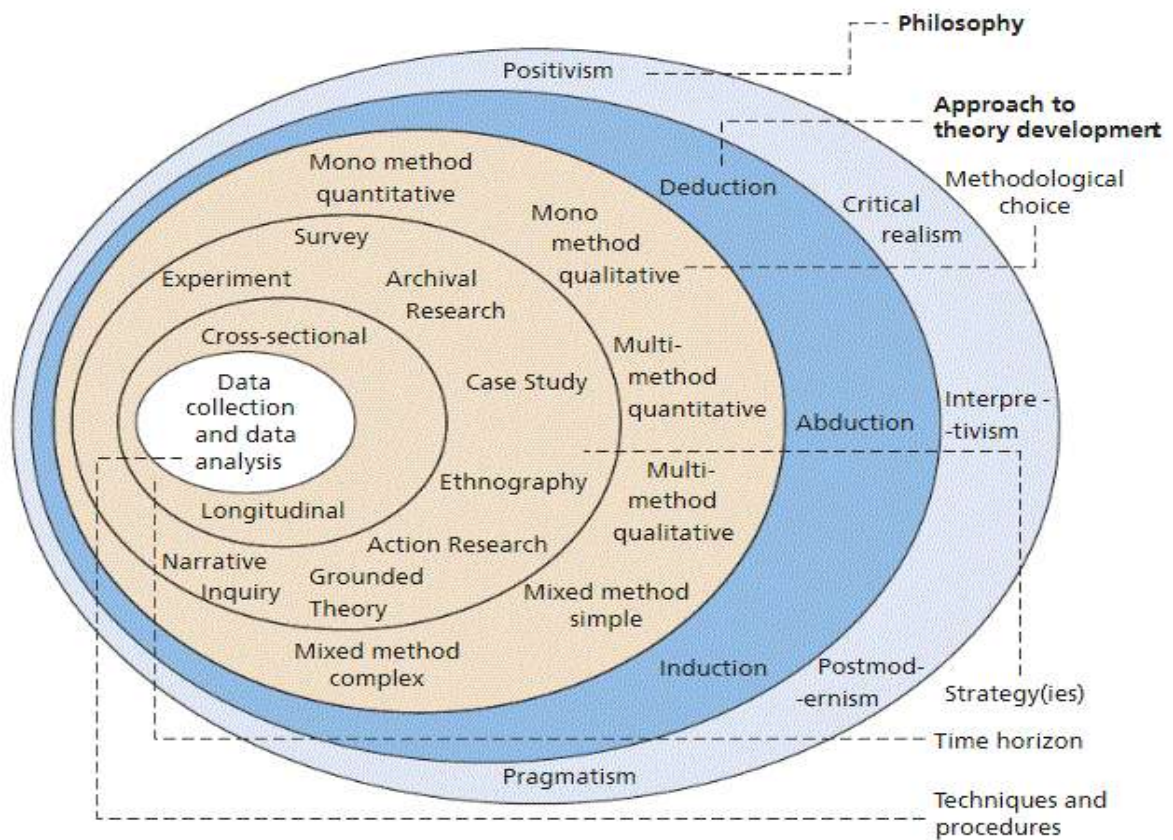 Philosophy
Positivism
Approach to
theory development
Mono method
quantitative
Deduction
Methodological
choice
Critical
realism
Mono
method
qualitative
Survey
Experiment
Archival
Research
Cross-sectional
Multi-
method
quantitative
Data
collection
and data
analysis
Case Study
Abduction
Interpre -
-tivism
Ethnography
Multi-
method
qualitative
Longitudinal
Action Research
Narrative
Inquiry
Grounded
Theory
Mixed method
simple
Mixed method
complex
Induction
Postmod-
-ernism
Strategy(ies)
Time horizon
Pragmatism
Techniques and
procedures